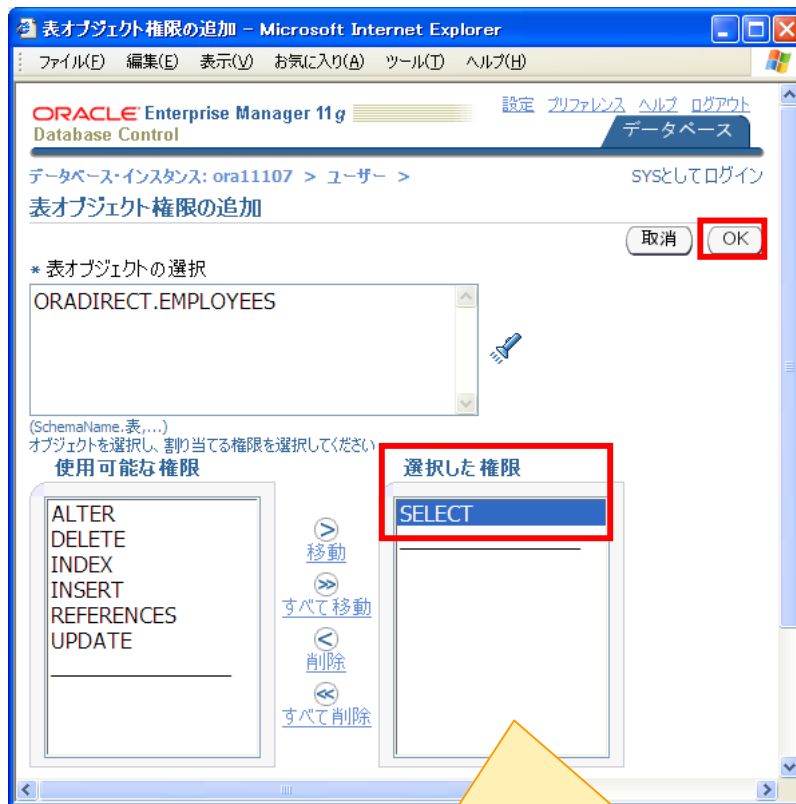 表オブジェクト権限の追加 - Microsoft Internet Explorer
ファイル(F) 編集(E) 表示(V) お気に入り(A) ツール(T) ヘルプ(H)
設定 プリファレンス ヘルプ ログアウト
ORACLE Enterprise Manager 11g
Database Control
データベース
データベース・インスタンス: ora11107 > ユーザー >
SYSとしてログイン
表オブジェクト権限の追加
取消 OK
* 表オブジェクトの選択
ORADIRECT.EMPLOYEES
(SchemaName.表,...)
オブジェクトを選択し、割り当てる権限を選択してください
使用可能な権限
ALTER
DELETE
INDEX
INSERT
REFERENCES
UPDATE
移動
すべて移動
削除
すべて削除
選択した権限
SELECT